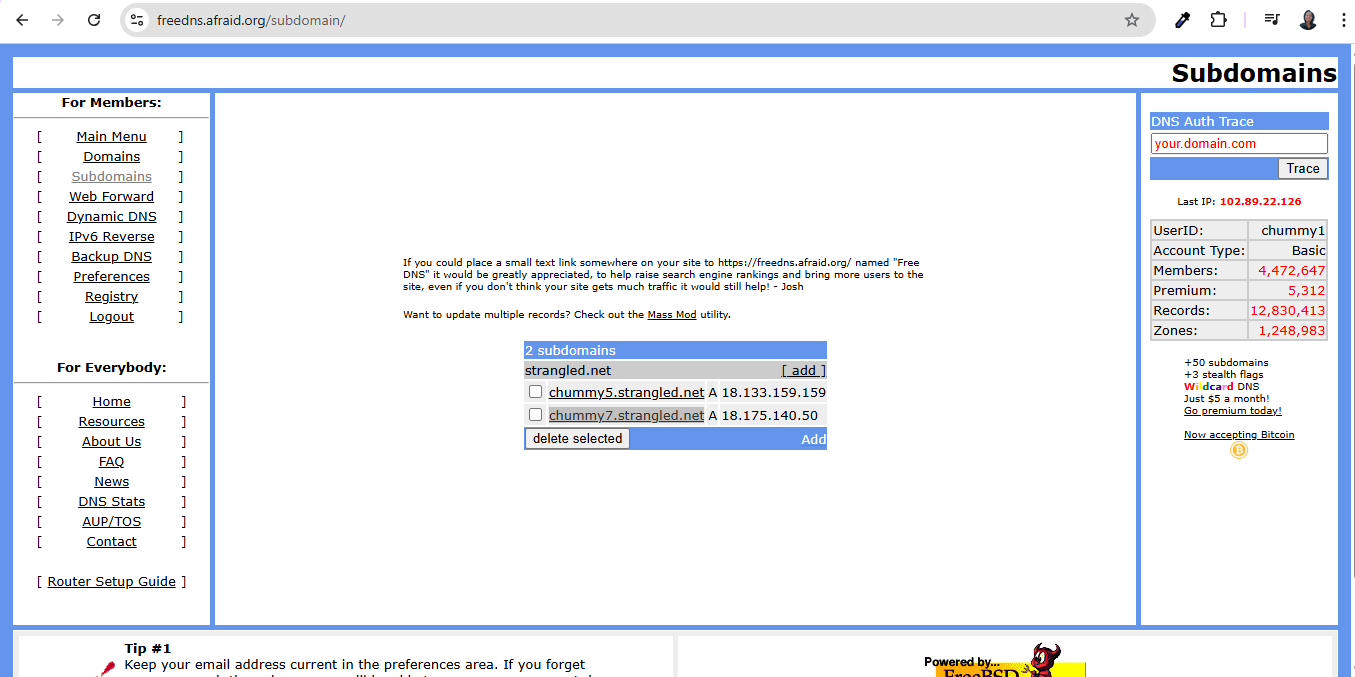 freedns.afraid.org/subdomain/
Subdomains
For Members:
[ Main Menu ]
[ Domains ]
[ Subdomains ]
[ Web Forward ]
[ Dynamic DNS ]
[ IPv6 Reverse ]
[ Backup DNS ]
[ Preferences ]
[ Registry ]
[ Logout ]
For Everybody:
[ Home ]
[ Resources ]
[ About Us ]
[ FAQ ]
[ News ]
[ DNS Stats ]
[ AUP/TOS ]
[ Contact ]
[ Router Setup Guide ]
If you could place a small text link somewhere on your site to https://freedns.afraid.org/ named "Free
DNS" it would be greatly appreciated, to help raise search engine rankings and bring more users to the
site, even if you don't think your site gets much traffic it would still help! - Josh
Want to update multiple records? Check out the Mass Mod utility.
2 subdomains
strangled.net [ add ]
chummy5.strangled.net A 18.133.159.159
chummy7.strangled.net A 18.175.140.50
delete selected Add
DNS Auth Trace
your.domain.com
Trace
Last IP: 102.89.22.126
UserID: chummy1
Account Type: Basic
Members: 4,472,647
Premium: 5,312
Records: 12,830,413
Zones: 1,248,983
+50 subdomains
+3 stealth flags
Wildcard DNS
Just $5 a month!
Go premium today!
Now accepting Bitcoin
Tip #1
Keep your email address current in the preferences area. If you forget
Powered by...
FreeBSD